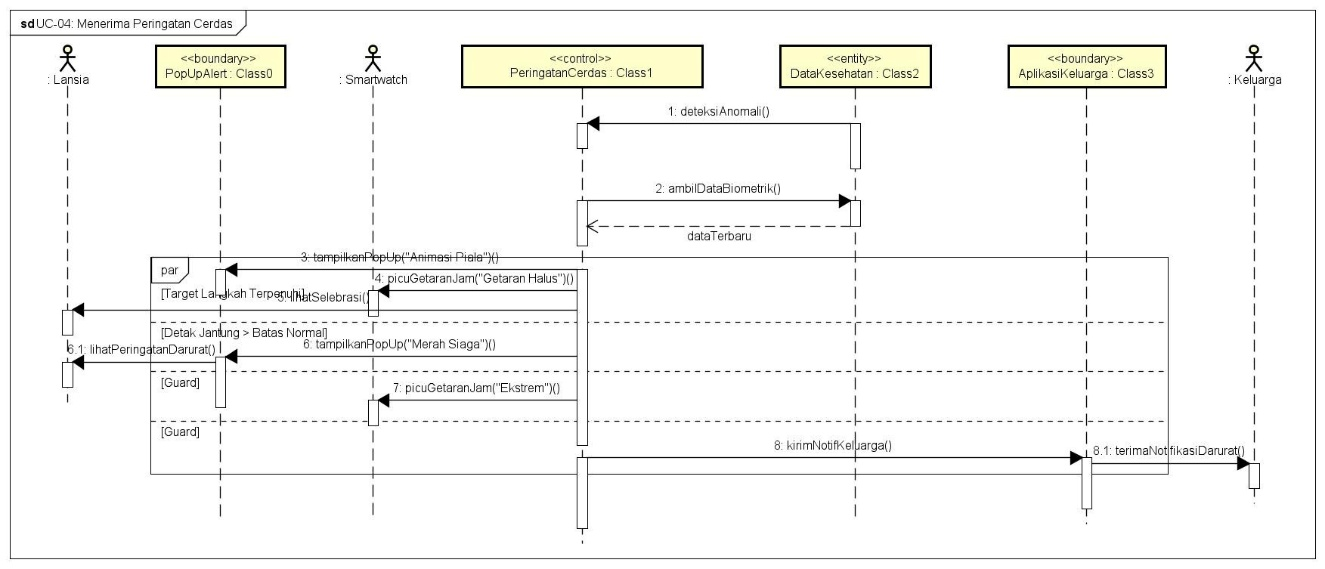 sd UC-04: Menerima Peringatan Cerdas
: Lansia
<<boundary>>
PopUpAlert : Class0
: Smartwatch
<<control>>
PeringatanCerdas : Class1
<<entity>>
DataKesehatan : Class2
<<boundary>>
AplikasiKeluarga : Class3
: Keluarga
1: deteksiAnomali()
2: ambilDataBiometrik()
dataTerbaru
par
3: tampilkanPopUp("Animasi Piala")()
4: picuGetaranJam("Getaran Halus")()
[Target Langkah Terpenuhi]
5: lihatSelebrasi()
[Detak Jantung > Batas Normal]
6: tampilkanPopUp("Merah Siaga")()
6.1: lihatPeringatanDarurat()
[Guard]
7: picuGetaranJam("Ekstrem")()
[Guard]
8: kirimNotifKeluarga()
8.1: terimaNotifikasiDarurat()